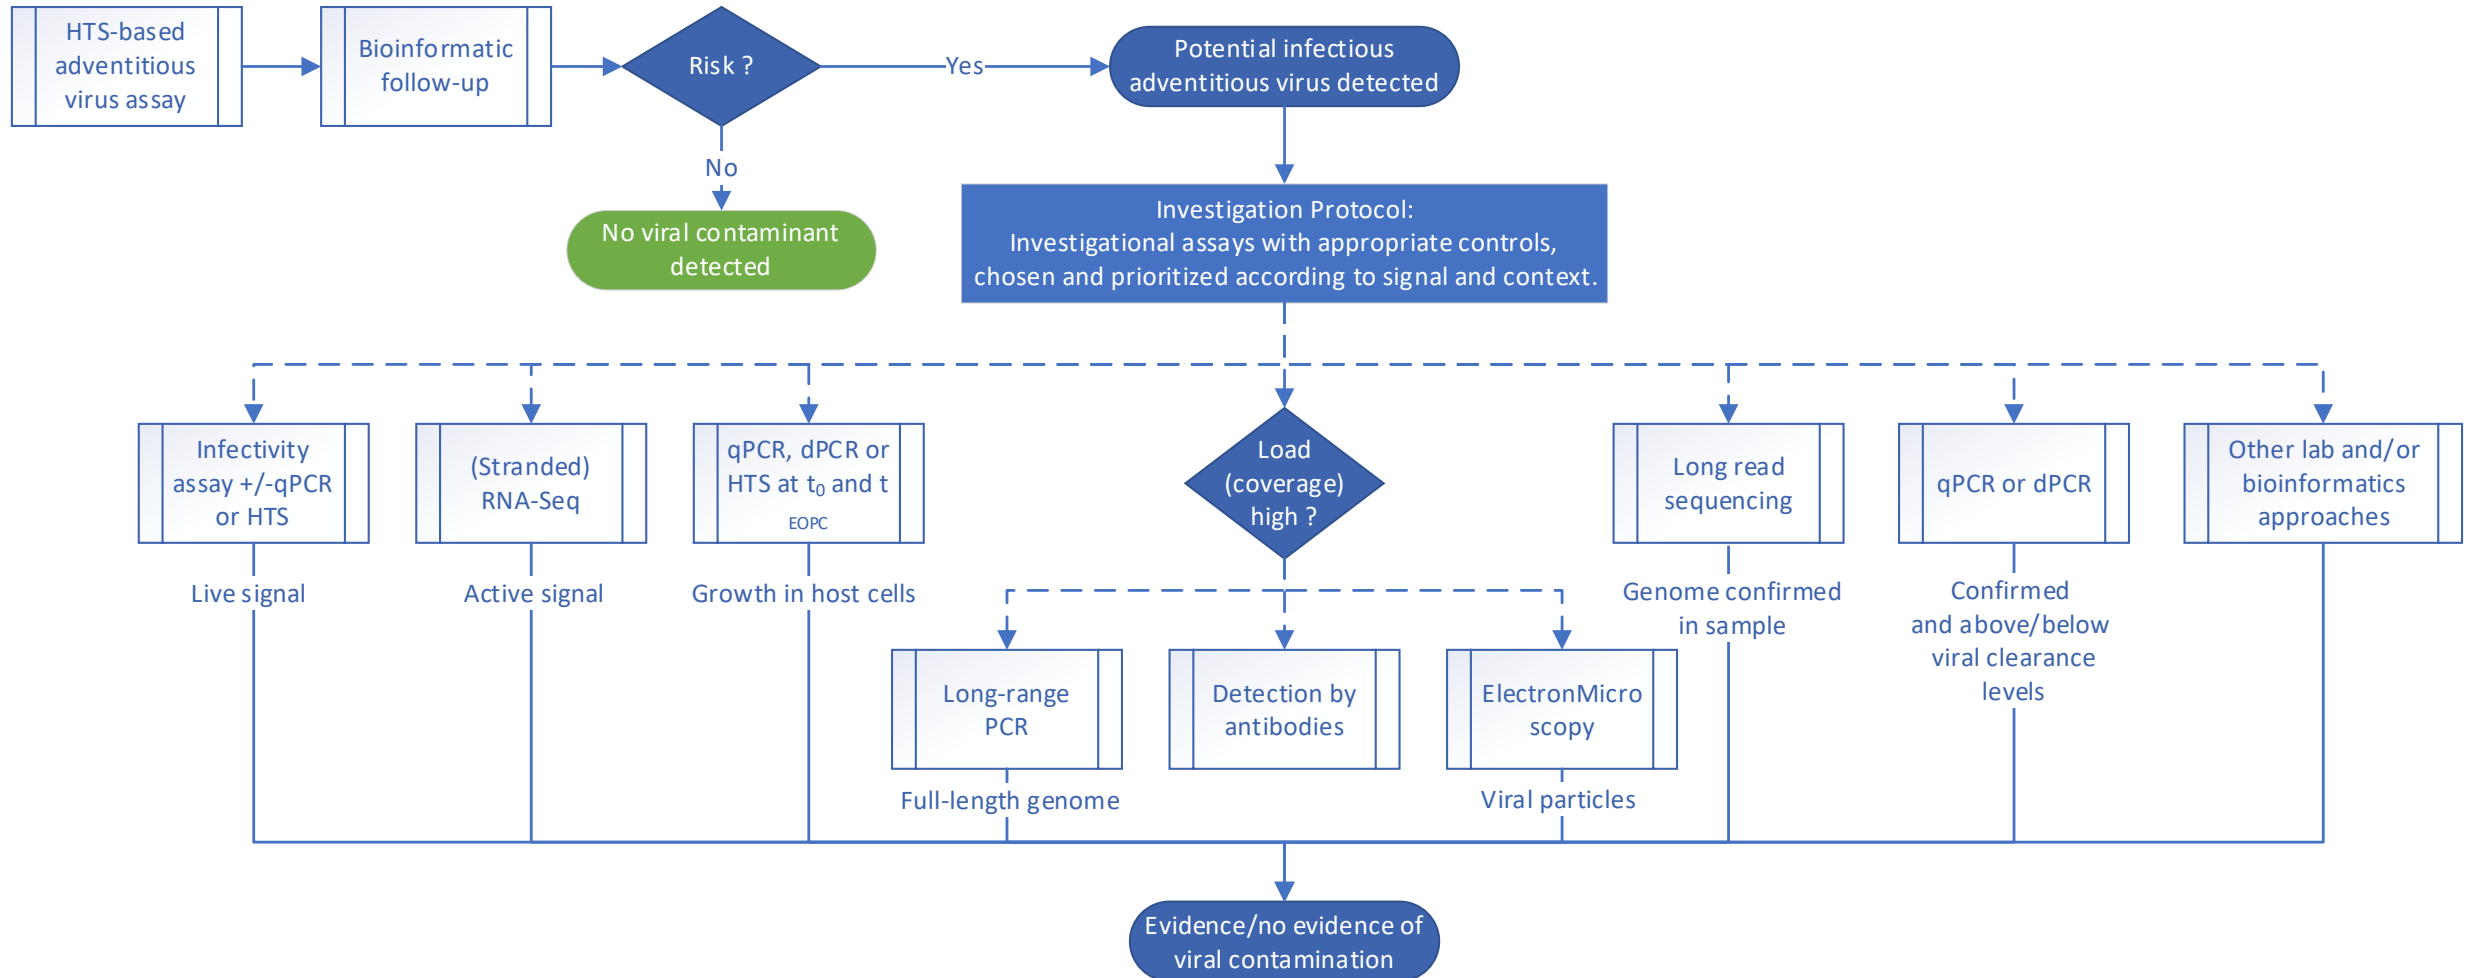 HTS-based
adventitious
virus assay
Bioinformatic
follow-up
Risk ?
Yes
Potential infectious
adventitious virus detected
No
No viral contaminant
detected
Investigation Protocol:
Investigational assays with appropriate controls,
chosen and prioritized according to signal and context.
Infectivity
assay +/-qPCR
or HTS
(Stranded)
RNA-Seq
qPCR, dPCR or
HTS at t0 and t
EOPC
Load
(coverage)
high ?
Long read
sequencing
qPCR or dPCR
Other lab and/or
bioinformatics
approaches
Live signal
Active signal
Growth in host cells
Genome confirmed
in sample
Confirmed
and above/below
viral clearance
levels
Long-range
PCR
Detection by
antibodies
ElectronMicro
scopy
Full-length genome
Viral particles
Evidence/no evidence of
viral contamination